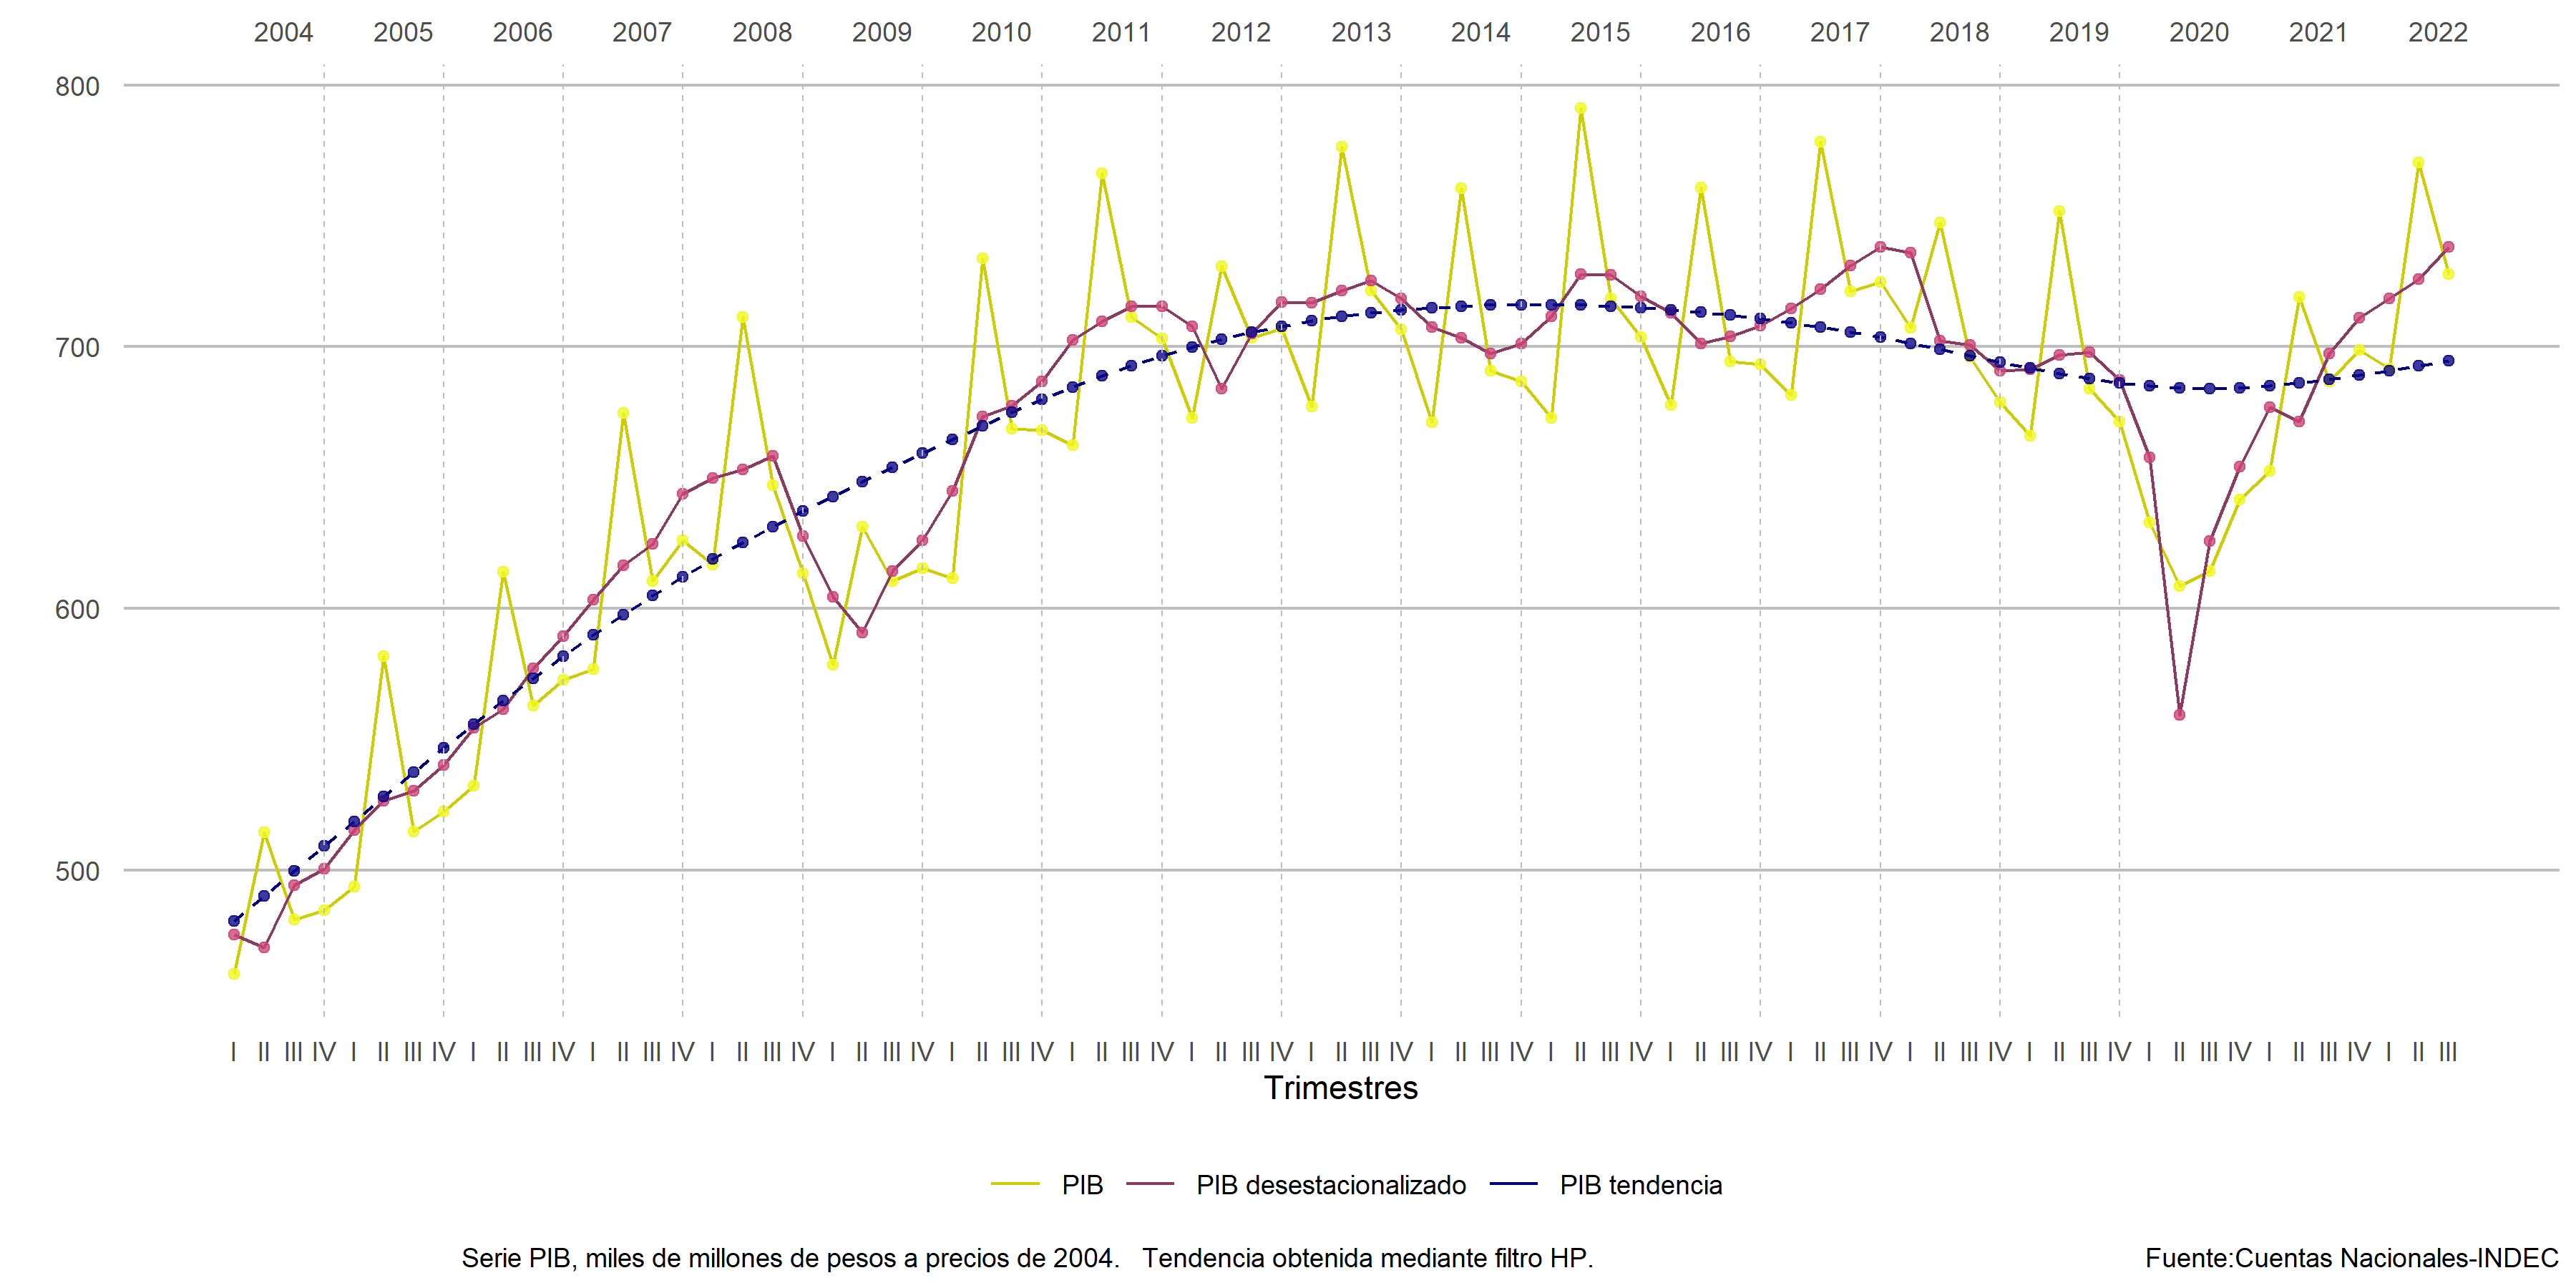 2004 2005 2006 2007 2008 2009 2010 2011 2012 2013 2014 2015 2016 2017 2018 2019 2020 2021 2022
800
700
600
500
I II III IV I II III IV I II III IV I II III IV I II III IV I II III IV I II III IV I II III IV I II III IV I II III IV I II III IV I II III IV I II III IV I II III IV I II III IV I II III IV I II III IV I II III IV I II III
Trimestres
PIB PIB desestacionalizado PIB tendencia
Serie PIB, miles de millones de pesos a precios de 2004. Tendencia obtenida mediante filtro HP. Fuente:Cuentas Nacionales-INDEC